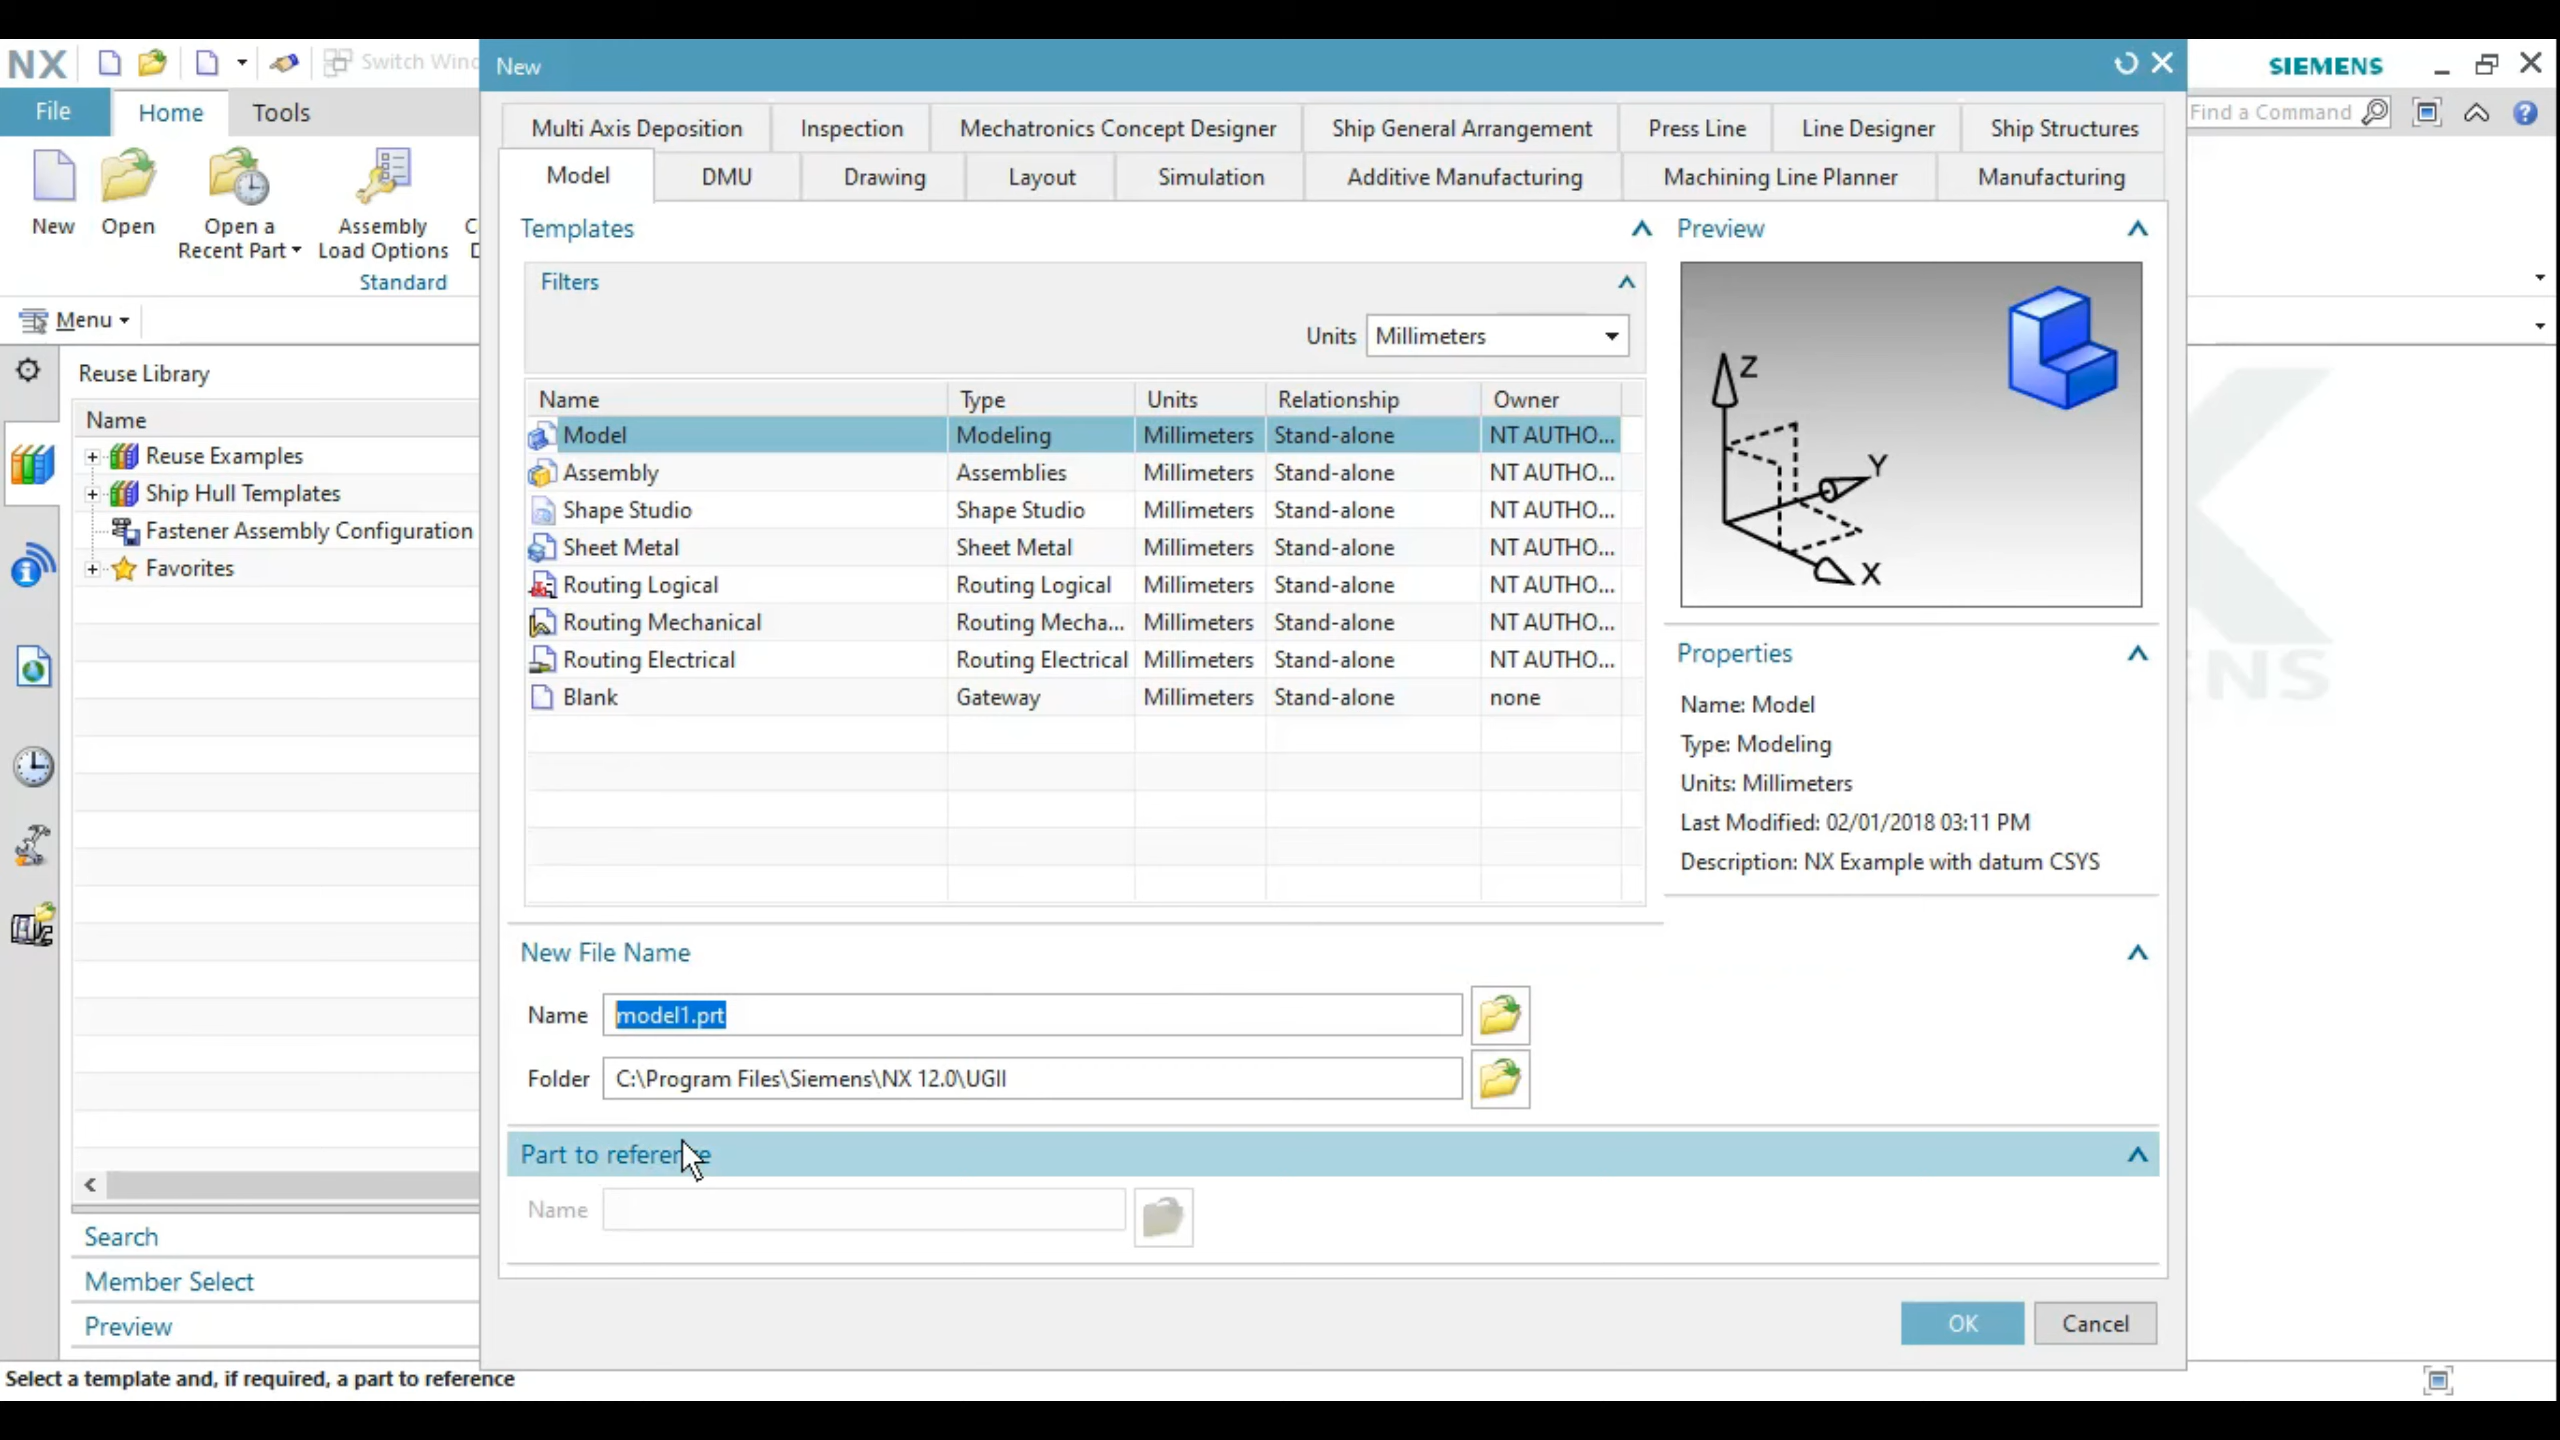 NX
Switch Winc
New
SIEMENS
File
Home
Tools
Find a Command
Multi Axis Deposition
Inspection
Mechatronics Concept Designer
Ship General Arrangement
Press Line
Line Designer
Ship Structures
Model
DMU
Drawing
Layout
Simulation
Additive Manufacturing
Machining Line Planner
Manufacturing
New
Open
Open a
Recent Part
Assembly
Load Options
Standard
Menu
Reuse Library
Name
Reuse Examples
Ship Hull Templates
Fastener Assembly Configuration
Favorites
Search
Member Select
Preview
Templates
Filters
Units Millimeters
Name Type Units Relationship Owner
Model Modeling Millimeters Stand-alone NT AUTHO...
Assembly Assemblies Millimeters Stand-alone NT AUTHO...
Shape Studio Shape Studio Millimeters Stand-alone NT AUTHO...
Sheet Metal Sheet Metal Millimeters Stand-alone NT AUTHO...
Routing Logical Routing Logical Millimeters Stand-alone NT AUTHO...
Routing Mechanical Routing Mecha... Millimeters Stand-alone NT AUTHO...
Routing Electrical Routing Electrical Millimeters Stand-alone NT AUTHO...
Blank Gateway Millimeters Stand-alone none
Preview
Z
Y
X
Properties
Name: Model
Type: Modeling
Units: Millimeters
Last Modified: 02/01/2018 03:11 PM
Description: NX Example with datum CSYS
New File Name
Name model1.prt
Folder C:\Program Files\Siemens\NX 12.0\UGII
Part to reference
Name
OK
Cancel
Select a template and, if required, a part to reference